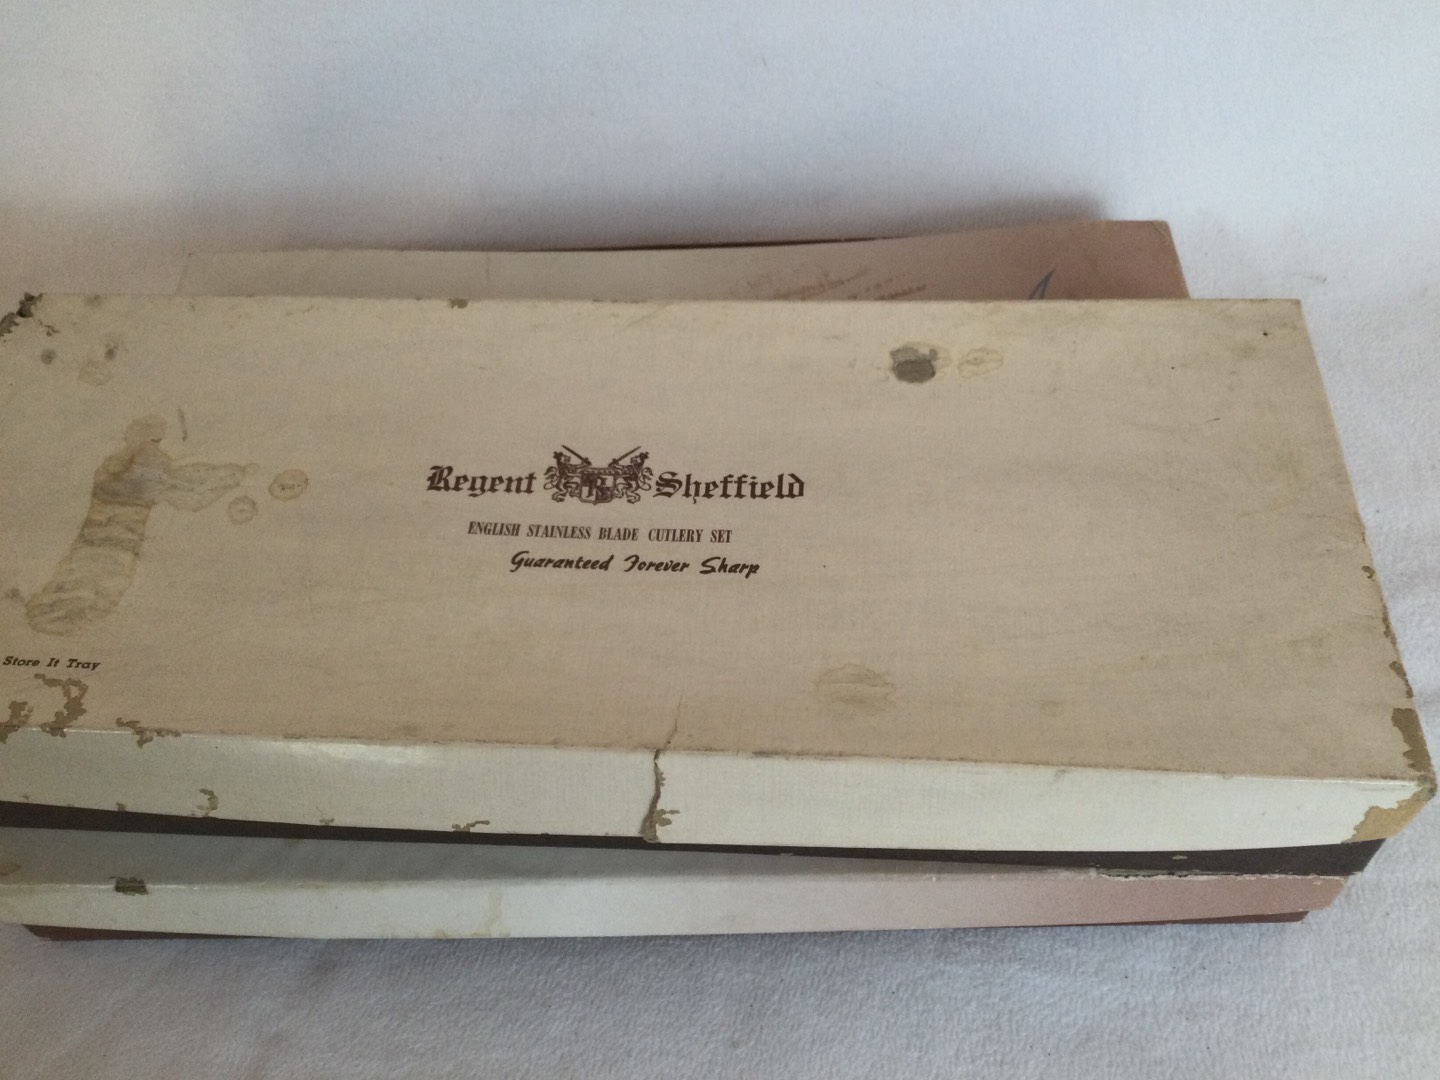 Regent Sheffield
ENGLISH STAINLESS BLADE CUTLERY SET
Guaranteed Forever Sharp
Store It Tray